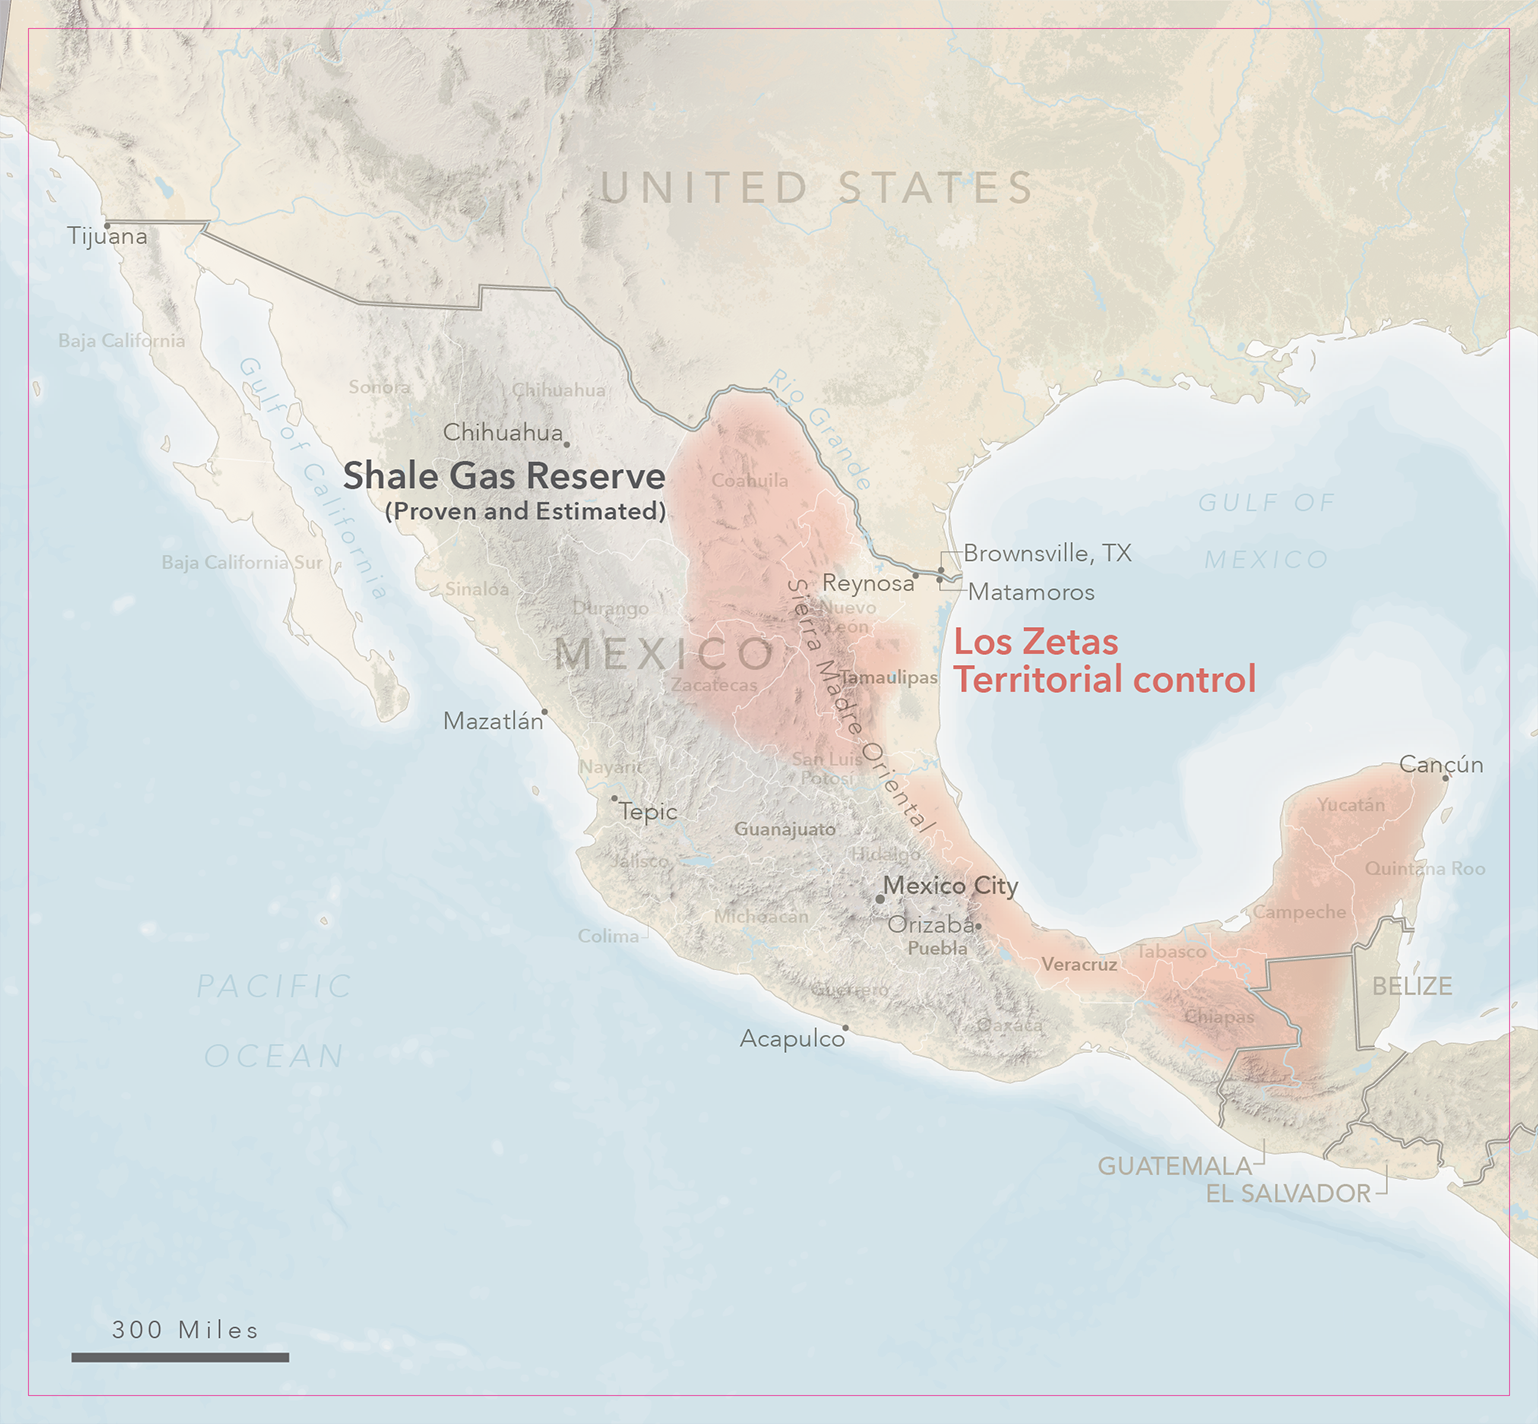 UNITED STATES
Tijuana
Baja California
Gulf of California
Sonora
Chihuahua
Chihuahua
Shale Gas Reserve
(Proven and Estimated)
Coahuila
Rio Grande
GULF OF
MEXICO
Brownsville, TX
Reynosa
Matamoros
Baja California Sur
Sinaloa
Durango
Nuevo
León
Sierra Madre Oriental
MEXICO
Zacatecas
Tamaulipas
Los Zetas
Territorial control
Mazatlán
San Luis
Potosí
Nayarit
Tepic
Cancún
Yucatán
Guanajuato
Jalisco
Hidalgo
Quintana Roo
Mexico City
Michoacán
Campeche
Colima
Orizaba
Puebla
Veracruz
Tabasco
PACIFIC
OCEAN
Guerrero
BELIZE
Chiapas
Oaxaca
Acapulco
GUATEMALA
EL SALVADOR
300 Miles